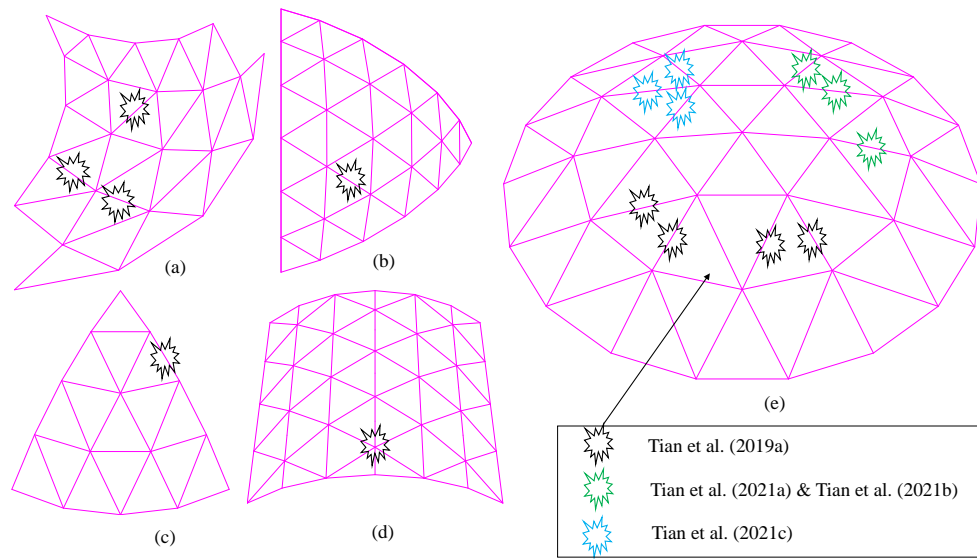 (a)
(b)
(c)
(d)
(e)
Tian et al. (2019a)
Tian et al. (2021a) & Tian et al. (2021b)
Tian et al. (2021c)